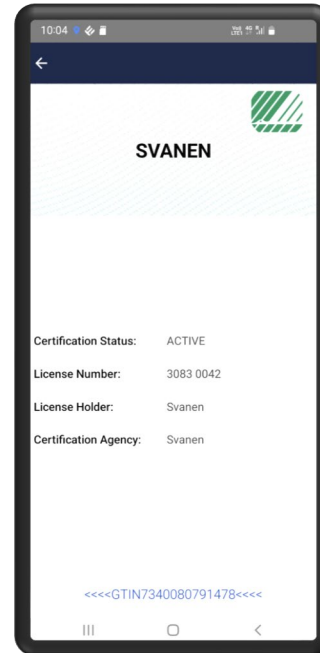 10:04
SVANEN
Certification Status: ACTIVE
License Number: 3083 0042
License Holder: Svanen
Certification Agency: Svanen
<<<<GTIN7340080791478<<<<